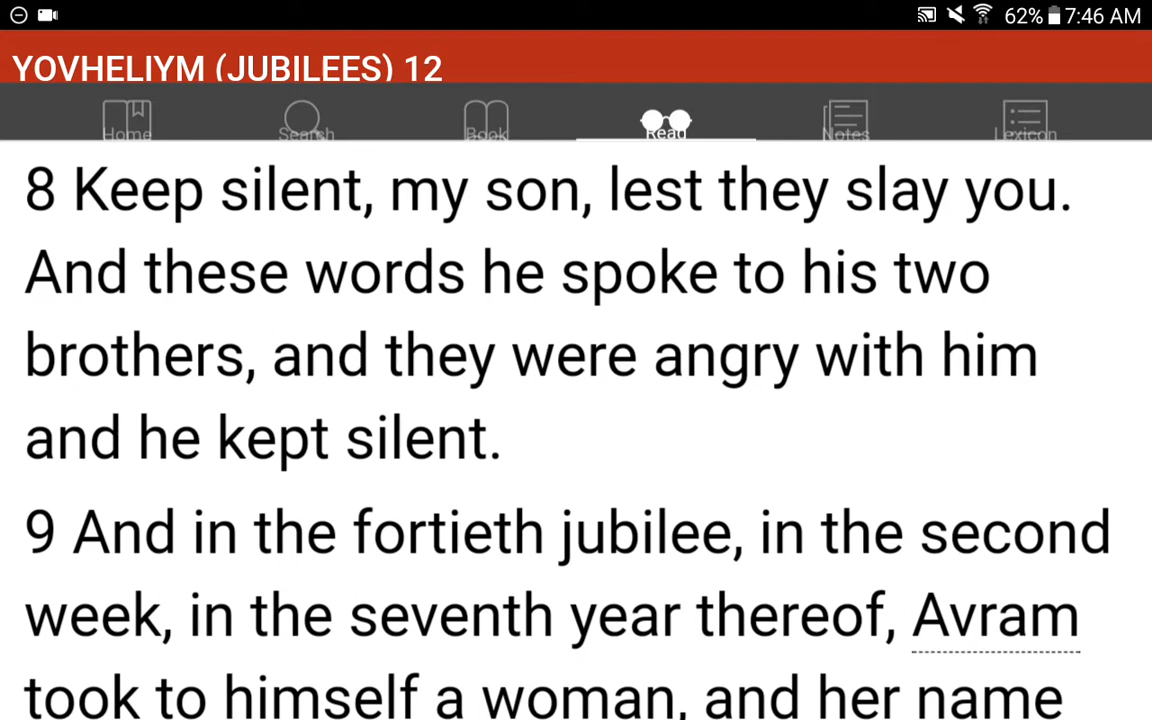 62% 7:46 AM
YOVHELIYM (JUBILEES) 12
Home Search Book Read Notes Lexicon
8 Keep silent, my son, lest they slay you.
And these words he spoke to his two
brothers, and they were angry with him
and he kept silent.
9 And in the fortieth jubilee, in the second
week, in the seventh year thereof, Avram
took to himself a woman, and her name